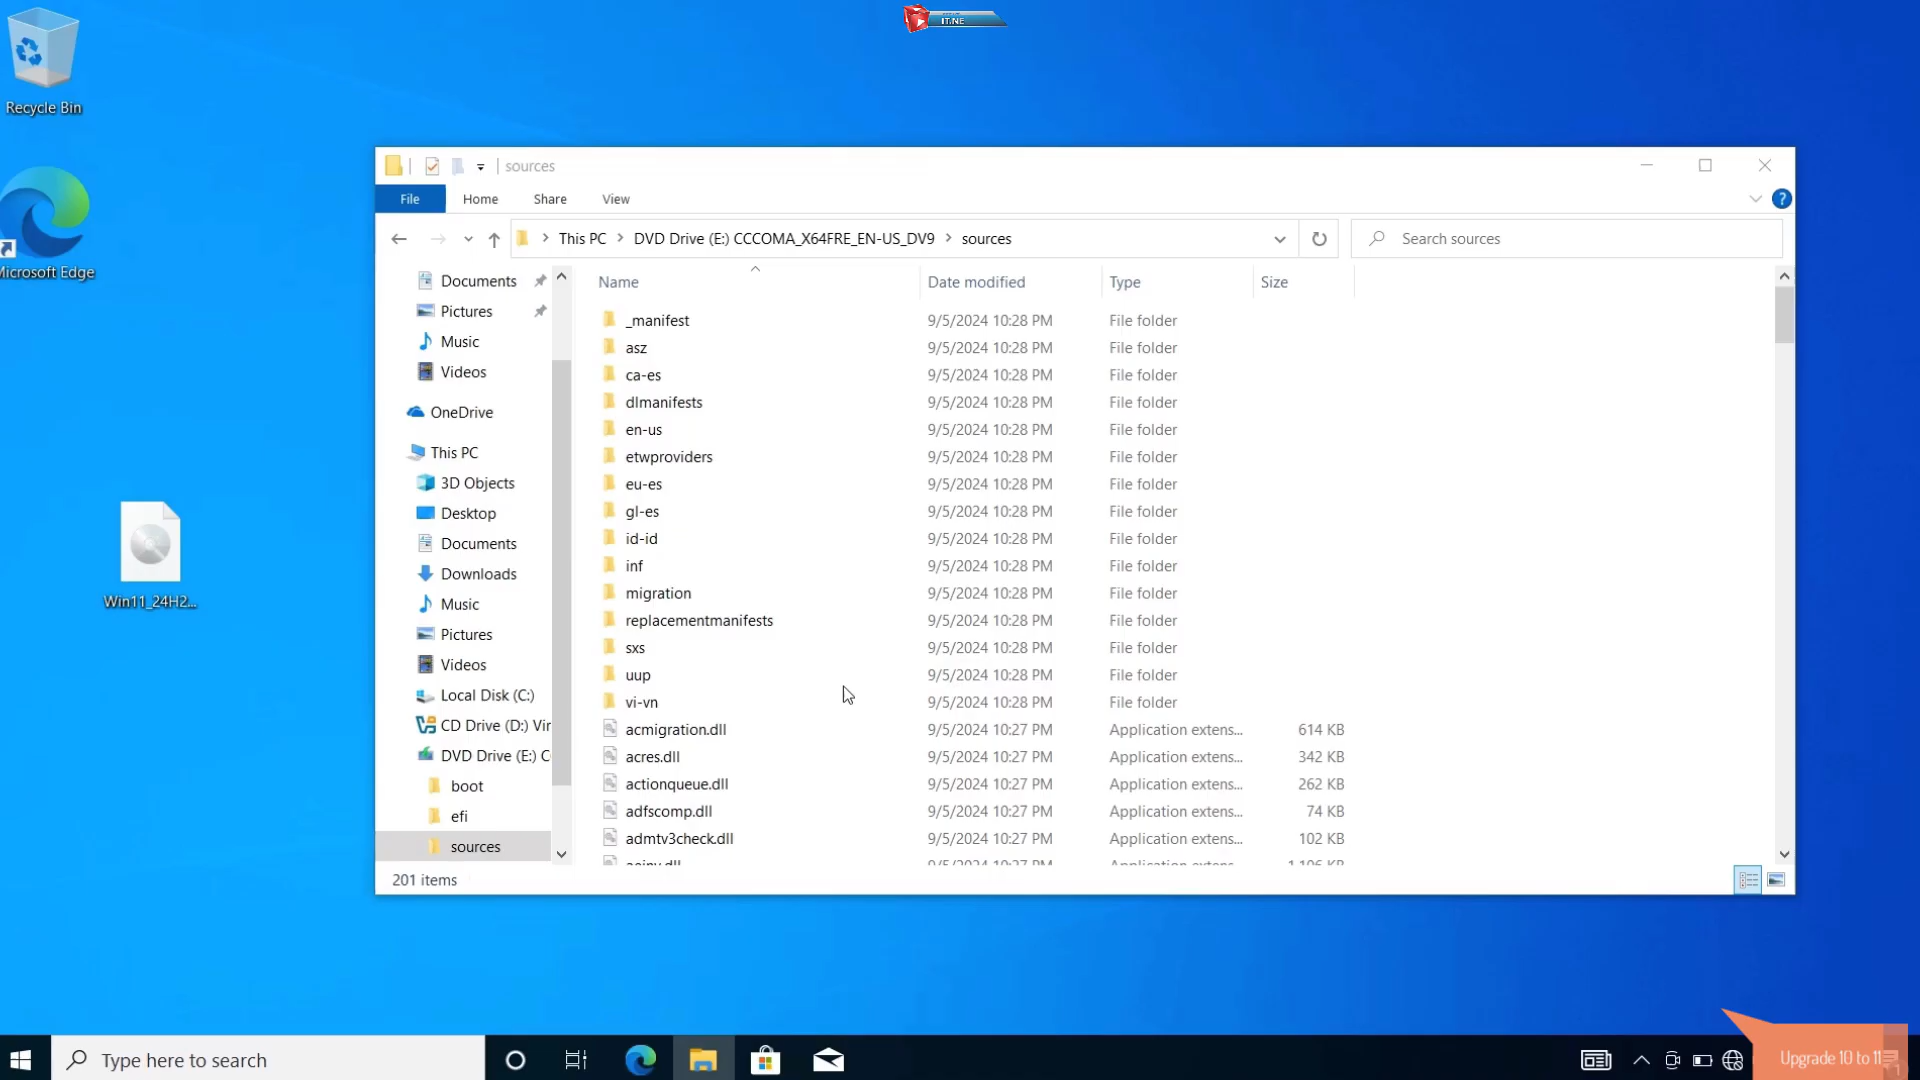 IT.NE
Recycle Bin
Microsoft Edge
Win11_24H2...
sources
File Home Share View
This PC DVD Drive (E:) CCCOMA_X64FRE_EN-US_DV9 sources
Search sources
Documents
Pictures
Music
Videos
OneDrive
This PC
3D Objects
Desktop
Documents
Downloads
Music
Pictures
Videos
Local Disk (C:)
CD Drive (D:) Vir
DVD Drive (E:) C
boot
efi
sources
Name Date modified Type Size
_manifest 9/5/2024 10:28 PM File folder
asz 9/5/2024 10:28 PM File folder
ca-es 9/5/2024 10:28 PM File folder
dlmanifests 9/5/2024 10:28 PM File folder
en-us 9/5/2024 10:28 PM File folder
etwproviders 9/5/2024 10:28 PM File folder
eu-es 9/5/2024 10:28 PM File folder
gl-es 9/5/2024 10:28 PM File folder
id-id 9/5/2024 10:28 PM File folder
inf 9/5/2024 10:28 PM File folder
migration 9/5/2024 10:28 PM File folder
replacementmanifests 9/5/2024 10:28 PM File folder
sxs 9/5/2024 10:28 PM File folder
uup 9/5/2024 10:28 PM File folder
vi-vn 9/5/2024 10:28 PM File folder
acmigration.dll 9/5/2024 10:27 PM Application extens... 614 KB
acres.dll 9/5/2024 10:27 PM Application extens... 342 KB
actionqueue.dll 9/5/2024 10:27 PM Application extens... 262 KB
adfscomp.dll 9/5/2024 10:27 PM Application extens... 74 KB
admtv3check.dll 9/5/2024 10:27 PM Application extens... 102 KB
9/5/2024 10:27 PM Application extens...
201 items
Type here to search
Upgrade 10 to 11